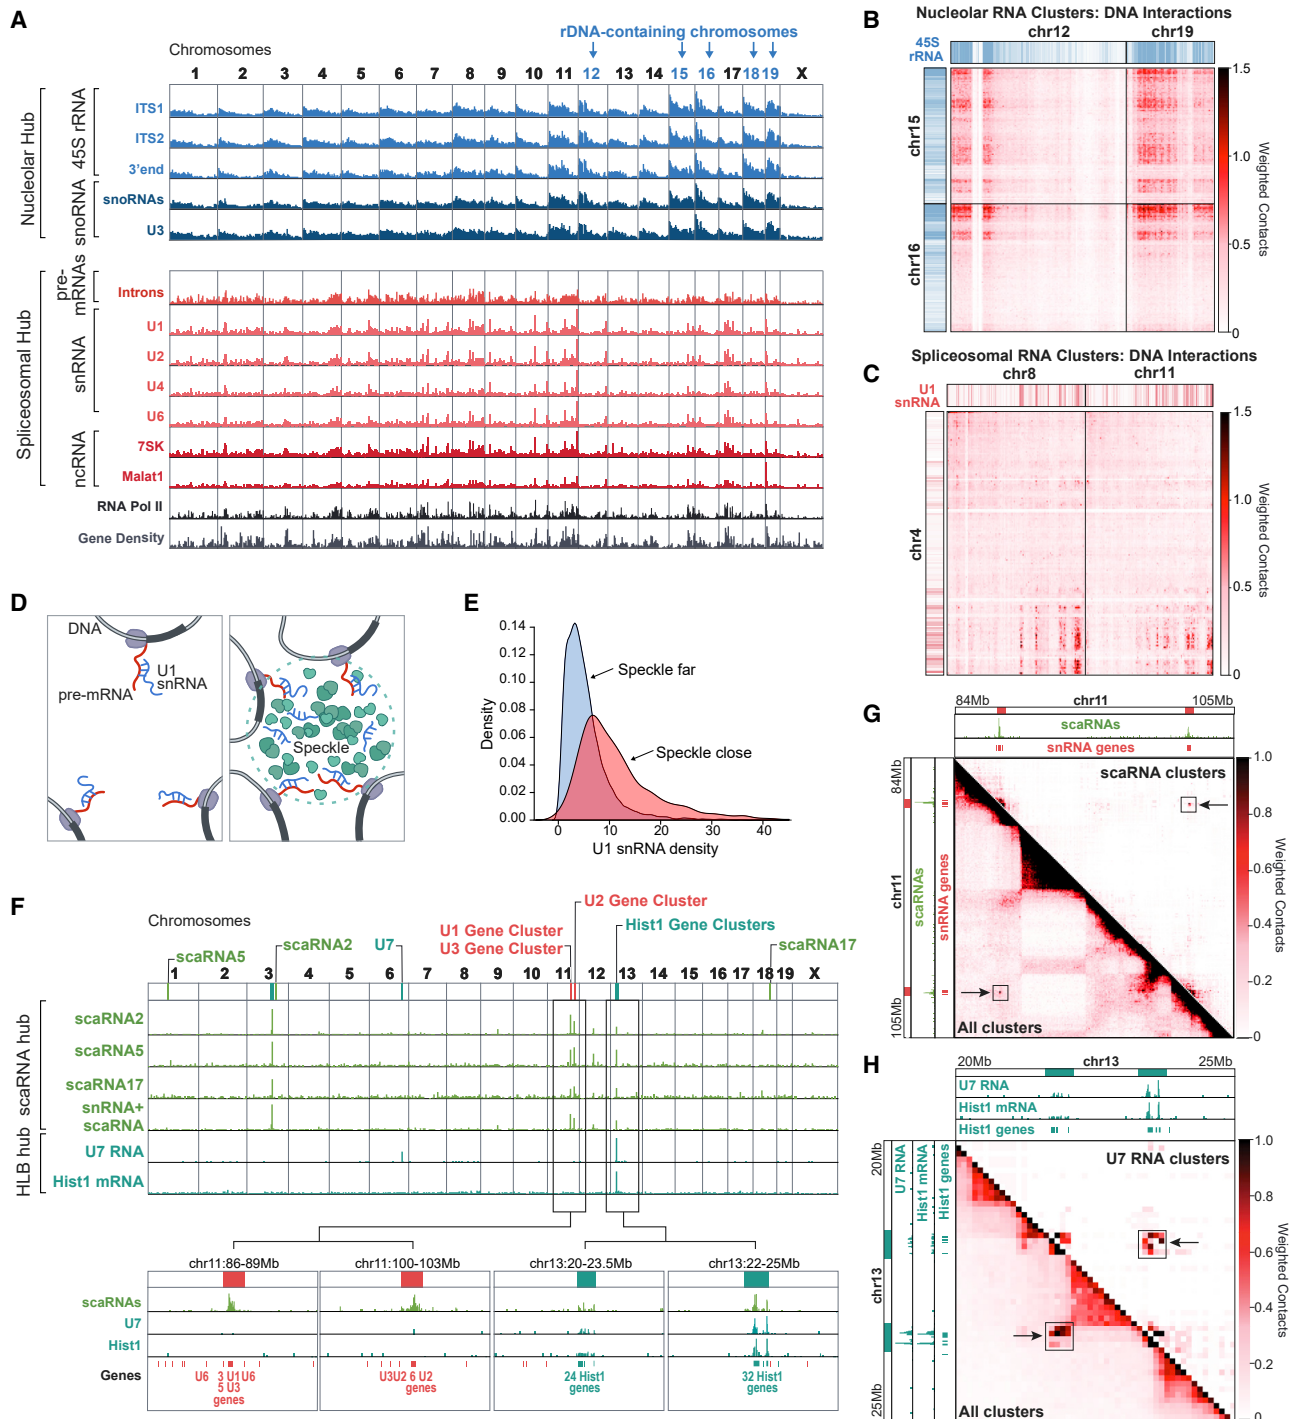 A
rDNA-containing chromosomes
Chromosomes
1 2 3 4 5 6 7 8 9 10 11 12 13 14 15 16 17 18 19 X
Nucleolar Hub
45S rRNA
ITS1
ITS2
3'end
snoRNA
snoRNAs
U3
Spliceosomal Hub
pre-mRNAs
Introns
snRNA
U1
U2
U4
U6
ncRNA
7SK
Malat1
RNA Pol II
Gene Density
B
Nucleolar RNA Clusters: DNA Interactions
chr12 chr19
45S
rRNA
chr15
chr16
1.5
1.0
0.5
0
Weighted Contacts
C
Spliceosomal RNA Clusters: DNA Interactions
chr8 chr11
U1
snRNA
chr4
1.5
1.0
0.5
0
Weighted Contacts
D
DNA
U1
snRNA
pre-mRNA
Speckle
E
0.14
0.12
0.10
0.08
0.06
0.04
0.02
0.00
Density
Speckle far
Speckle close
0 10 20 30 40
U1 snRNA density
F
Chromosomes
scaRNA5
scaRNA2
U7
U1 Gene Cluster
U3 Gene Cluster
U2 Gene Cluster
Hist1 Gene Clusters
scaRNA17
1 2 3 4 5 6 7 8 9 10 11 12 13 14 15 16 17 18 19 X
scaRNA hub
scaRNA2
scaRNA5
scaRNA17
snRNA+
scaRNA
HLB hub
U7 RNA
Hist1 mRNA
chr11:86-89Mb
chr11:100-103Mb
chr13:20-23.5Mb
chr13:22-25Mb
scaRNAs
U7
Hist1
Genes
U6 3 U1 U6
5 U3
genes
U3 U2 6 U2
genes
24 Hist1
genes
32 Hist1
genes
G
84Mb chr11 105Mb
scaRNAs
snRNA genes
84Mb
chr11
105Mb
scaRNAs
snRNA genes
scaRNA clusters
All clusters
1.0
0.8
0.6
0.4
0.2
0
Weighted Contacts
H
20Mb chr13 25Mb
U7 RNA
Hist1 mRNA
Hist1 genes
20Mb
chr13
25Mb
U7 RNA
Hist1 mRNA
Hist1 genes
U7 RNA clusters
All clusters
1.0
0.8
0.6
0.4
0.2
0
Weighted Contacts